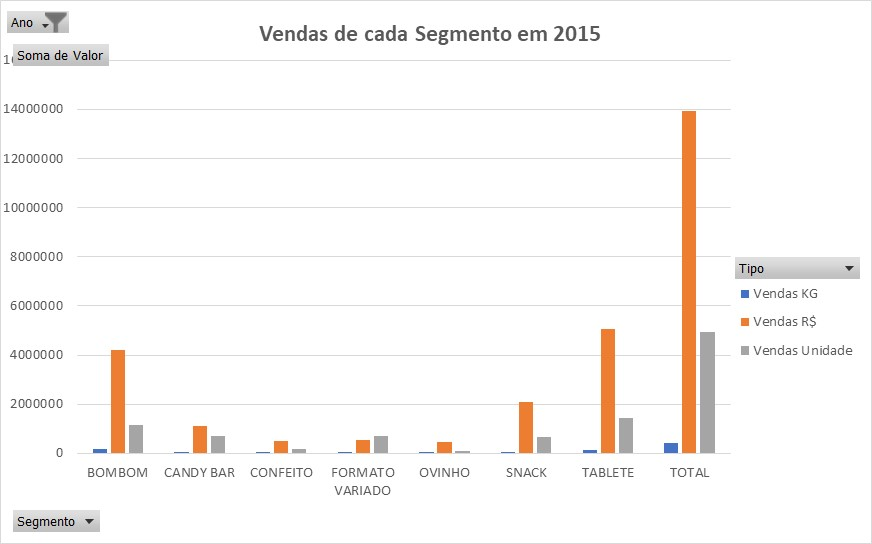 Ano
Vendas de cada Segmento em 2015
Soma de Valor
14000000
12000000
10000000
8000000
6000000
4000000
2000000
0
BOMBOM
CANDY BAR
CONFEITO
FORMATO
VARIADO
OVINHO
SNACK
TABLETE
TOTAL
Tipo
Vendas KG
Vendas R$
Vendas Unidade
Segmento